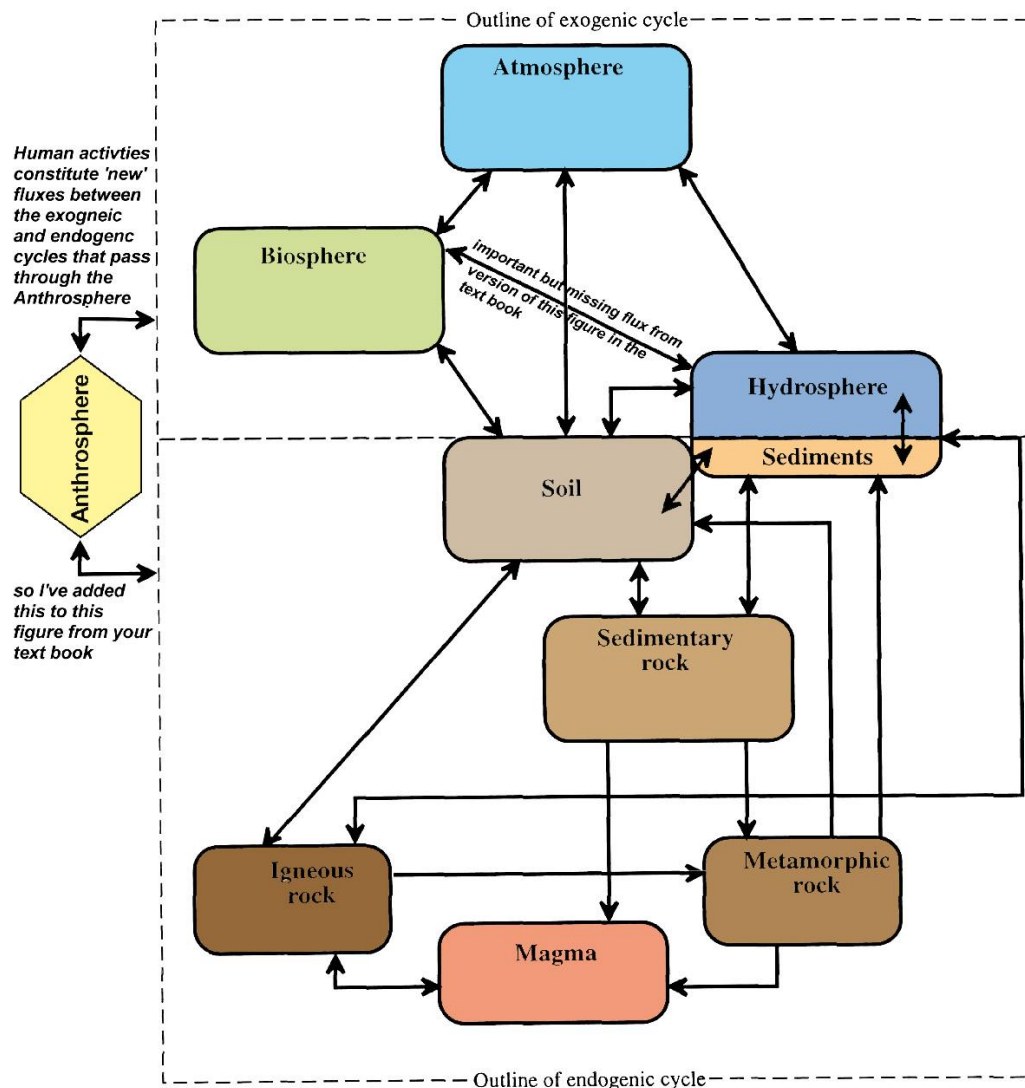 Outline of exogenic cycle
Atmosphere
Human activties
constitute 'new'
fluxes between
the exogneic
and endogenc
cycles that pass
through the
Anthrosphere
Biosphere
important but missing flux from
version of this figure in the
text book
Hydrosphere
Anthrosphere
Sediments
Soil
so I've added
this to this
figure from your
text book
Sedimentary
rock
Igneous
rock
Metamorphic
rock
Magma
Outline of endogenic cycle